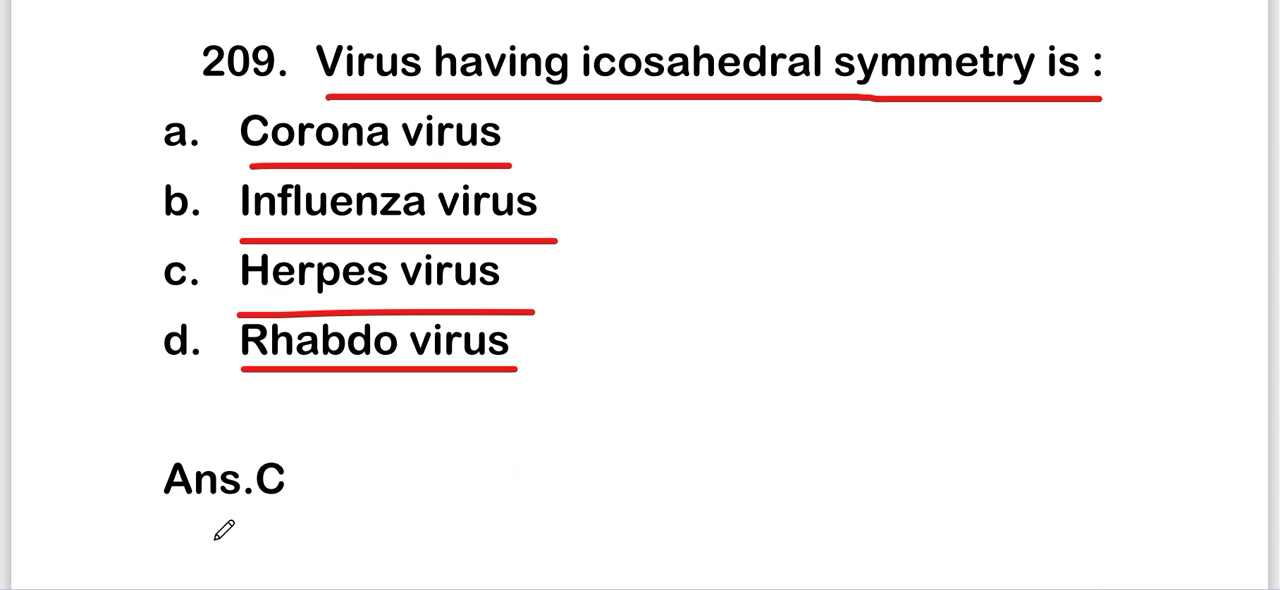 209. Virus having icosahedral symmetry is :
a. Corona virus
b. Influenza virus
c. Herpes virus
d. Rhabdo virus
Ans.C